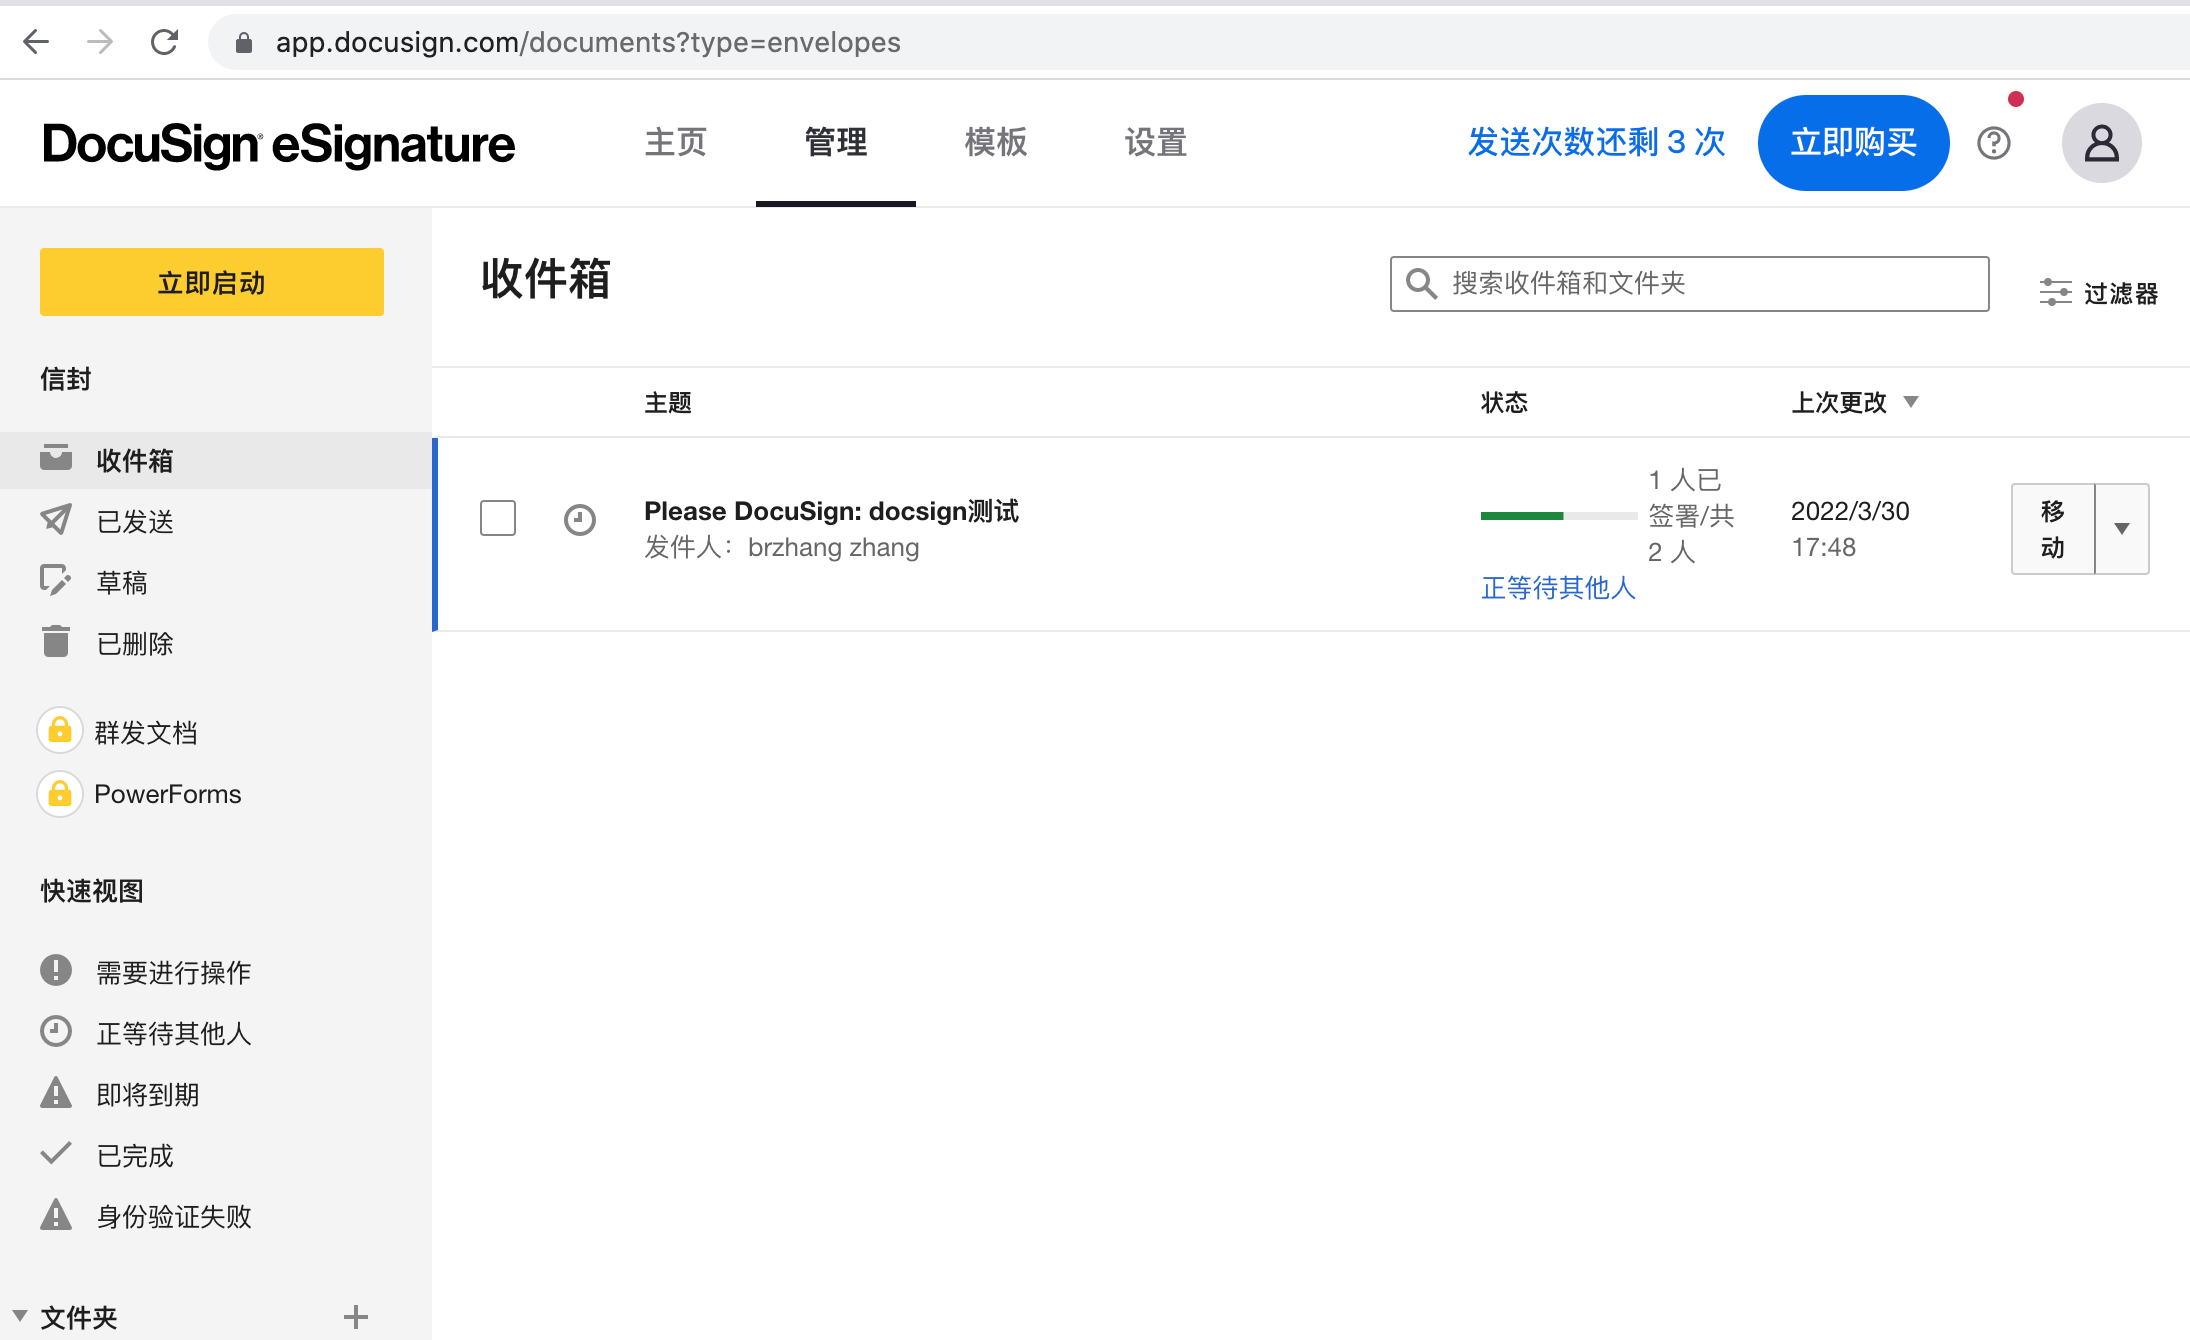 app.docusign.com/documents?type=envelopes
DocuSign® eSignature
主页
管理
模板
设置
发送次数还剩 3 次
立即购买
立即启动
信封
收件箱
已发送
草稿
已删除
群发文档
PowerForms
快速视图
需要进行操作
正等待其他人
即将到期
已完成
身份验证失败
文件夹
收件箱
搜索收件箱和文件夹
过滤器
主题
状态
上次更改
Please DocuSign: docsign测试
发件人： brzhang zhang
1 人已
签署/共
2 人
正等待其他人
2022/3/30
17:48
移
动